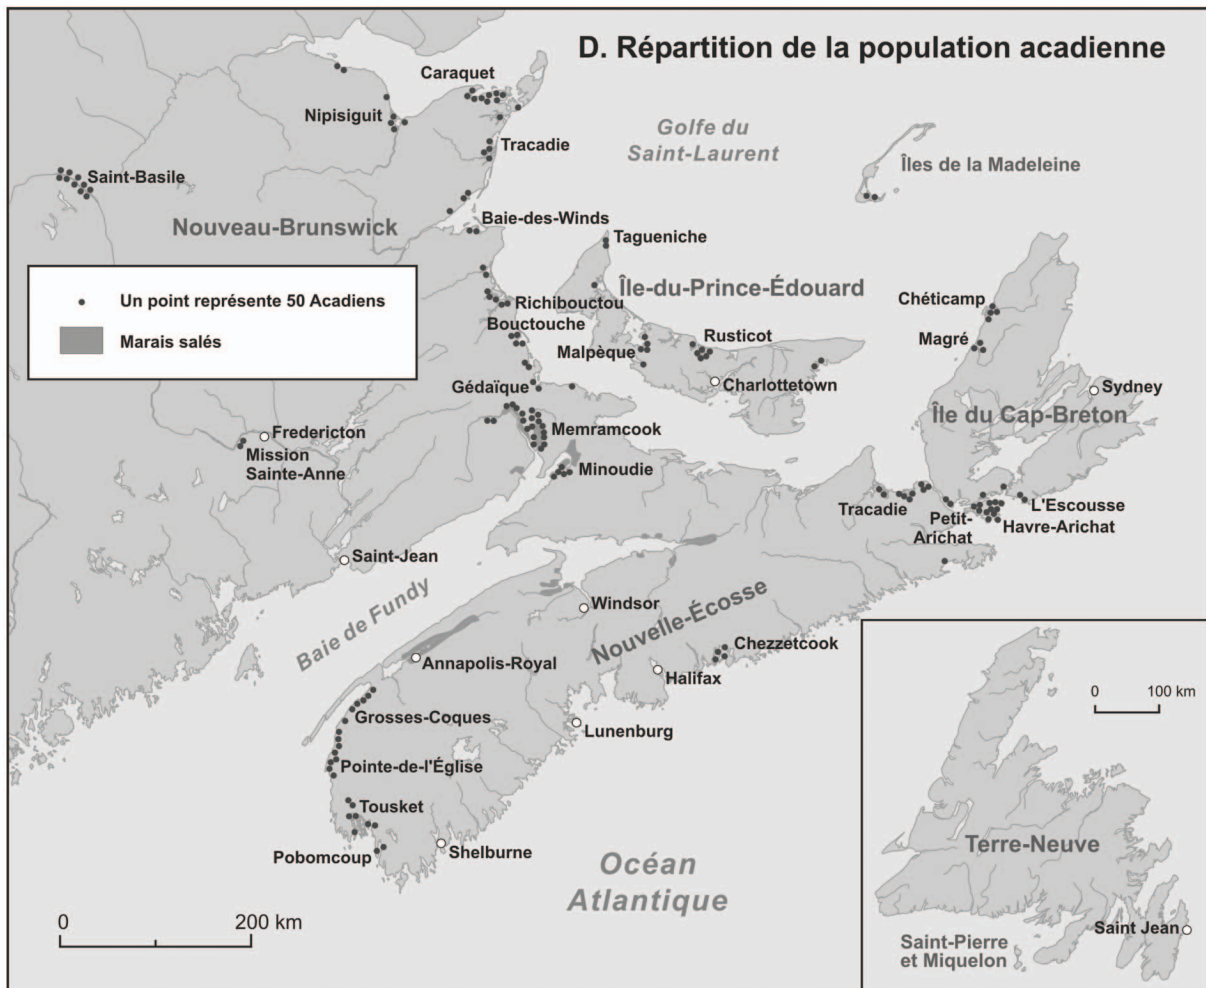 D. Répartition de la population acadienne
Caraquet
Nipisiguit
Golfe du
Saint-Laurent
Tracadie
Îles de la Madeleine
Saint-Basile
Nouveau-Brunswick
Baie-des-Winds
Tagueniche
Un point représente 50 Acadiens
Marais salés
Île-du-Prince-Édouard
Richibouctou
Chéticamp
Bouctouche
Rusticot
Magré
Malpèque
Gédaïque
Charlottetown
Sydney
Île du Cap-Breton
Fredericton
Memramcook
Mission
Sainte-Anne
Minoudie
Tracadie
L'Escousse
Petit-
Arichat
Havre-Arichat
Saint-Jean
Baie de Fundy
Windsor
Nouvelle-Écosse
Chezzetcook
Annapolis-Royal
Halifax
Grosses-Coques
Lunenburg
Pointe-de-l'Église
Tousket
Pobomcoup
Shelburne
Océan
Atlantique
0 200 km
0 100 km
Terre-Neuve
Saint Jean
Saint-Pierre
et Miquelon